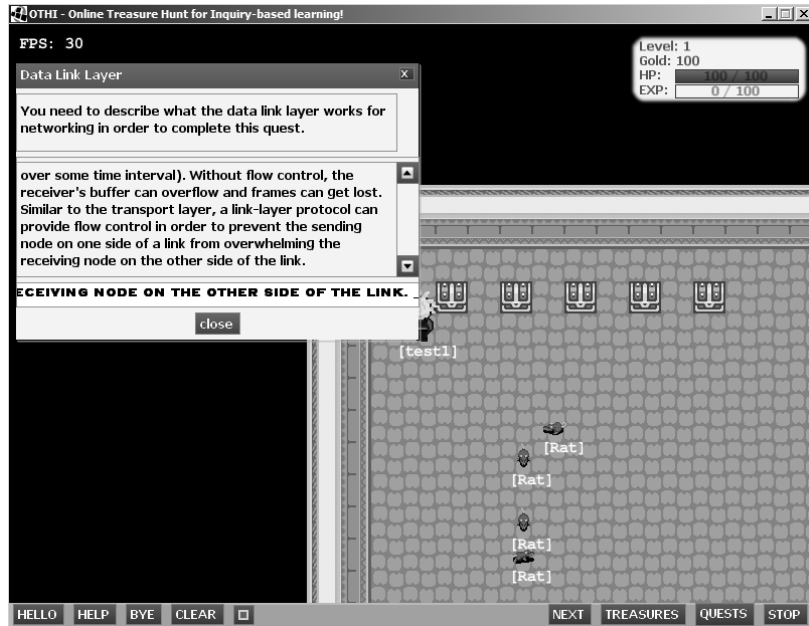 OTHI - Online Treasure Hunt for Inquiry-based learning!
FPS: 30
Level: 1
Gold: 100
HP: 100 / 100
EXP: 0 / 100
Data Link Layer
X
You need to describe what the data link layer works for
networking in order to complete this quest.
over some time interval). Without flow control, the
receiver's buffer can overflow and frames can get lost.
Similar to the transport layer, a link-layer protocol can
provide flow control in order to prevent the sending
node on one side of a link from overwhelming the
receiving node on the other side of the link.
ECEIVING NODE ON THE OTHER SIDE OF THE LINK. _
close
[test1]
[Rat]
[Rat]
[Rat]
[Rat]
HELLO HELP BYE CLEAR NEXT TREASURES QUESTS STOP